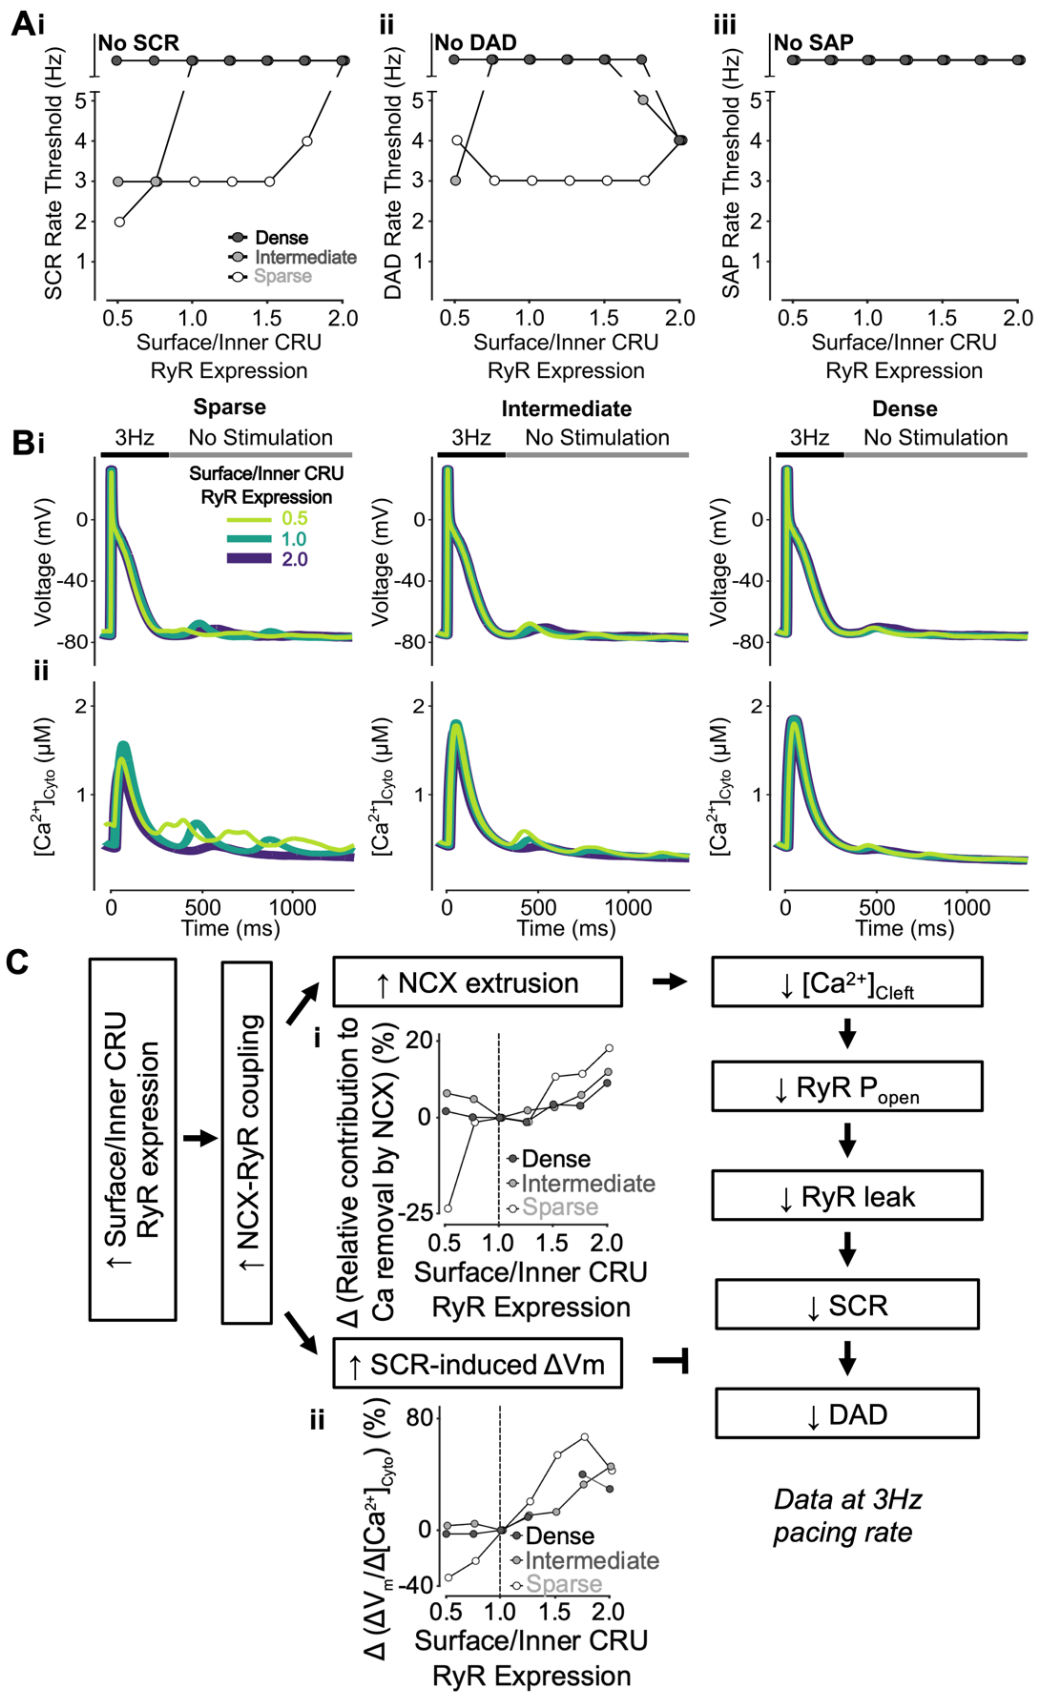 Ai
No SCR
SCR Rate Threshold (Hz)
5
4
3
2
1
Dense
Intermediate
Sparse
0.5 1.0 1.5 2.0
Surface/Inner CRU
RyR Expression
ii
No DAD
DAD Rate Threshold (Hz)
5
4
3
2
1
0.5 1.0 1.5 2.0
Surface/Inner CRU
RyR Expression
iii
No SAP
SAP Rate Threshold (Hz)
5
4
3
2
1
0.5 1.0 1.5 2.0
Surface/Inner CRU
RyR Expression
Bi
Sparse
3Hz No Stimulation
Surface/Inner CRU
RyR Expression
0.5
1.0
2.0
Voltage (mV)
0
-40
-80
Intermediate
3Hz No Stimulation
Voltage (mV)
0
-40
-80
Dense
3Hz No Stimulation
Voltage (mV)
0
-40
-80
ii
[Ca2+]Cyto (µM)
2
1
0 500 1000
Time (ms)
[Ca2+]Cyto (µM)
2
1
0 500 1000
Time (ms)
[Ca2+]Cyto (µM)
2
1
0 500 1000
Time (ms)
C
↑ Surface/Inner CRU
RyR expression
↑ NCX-RyR coupling
↑ NCX extrusion
i
Δ (Relative contribution to
Ca removal by NCX) (%)
20
0
-25
Dense
Intermediate
Sparse
0.5 1.0 1.5 2.0
Surface/Inner CRU
RyR Expression
↑ SCR-induced ΔVm
ii
Δ (ΔVm/Δ[Ca2+]Cyto) (%)
80
0
-40
Dense
Intermediate
Sparse
0.5 1.0 1.5 2.0
Surface/Inner CRU
RyR Expression
↓ [Ca2+]Cleft
↓ RyR Popen
↓ RyR leak
↓ SCR
↓ DAD
Data at 3Hz
pacing rate